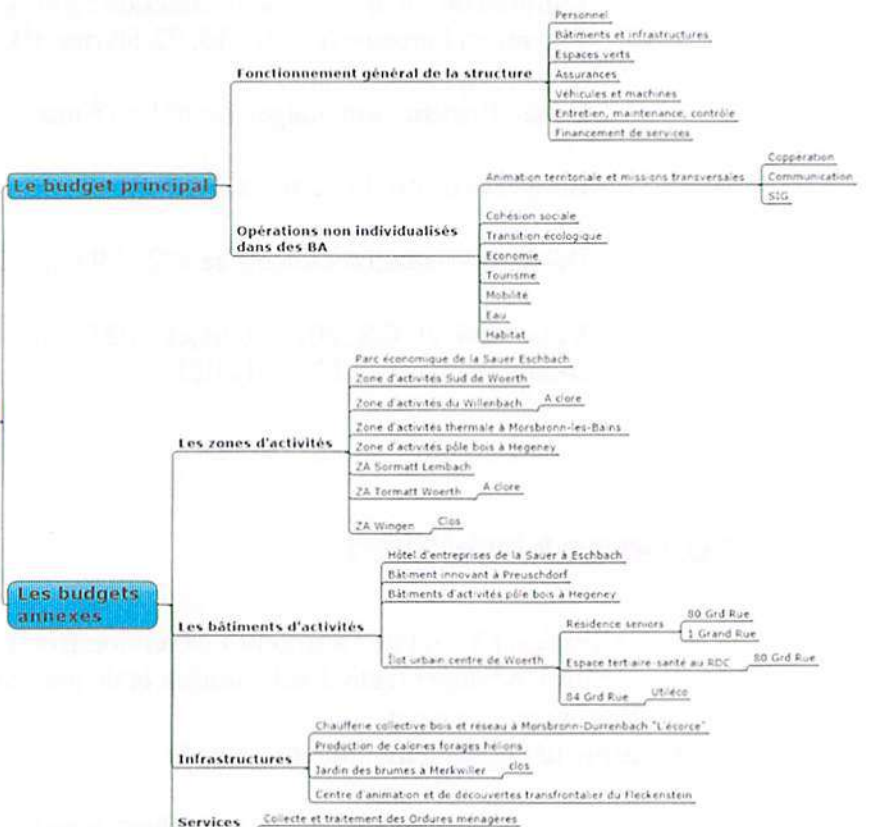 Le budget principal
Fonctionnement général de la structure
Personnel
Bâtiments et infrastructures
Espaces verts
Assurances
Véhicules et machines
Entretien, maintenance, contrôle
Financement de services
Opérations non individualisés
dans des BA
Animation territoriale et missions transversales
Coppération
Communication
SIG
Cohésion sociale
Transition écologique
Economie
Tourisme
Mobilité
Eau
Habitat
Les budgets
annexes
Les zones d'activités
Parc économique de la Sauer Eschbach
Zone d'activités Sud de Woerth
Zone d'activités du Willenbach
A clore
Zone d'activités thermale à Morsbronn-les-Bains
Zone d'activités pôle bois à Hegeney
ZA Sormatt Lembach
ZA Tormatt Woerth
A clore
ZA Wingen
Clos
Les bâtiments d'activités
Hôtel d'entreprises de la Sauer à Eschbach
Bâtiment innovant à Preuschdorf
Bâtiments d'activités pôle bois à Hegeney
Îlot urbain centre de Woerth
Résidence seniors
80 Grd Rue
1 Grand Rue
Espace tertiaire-santé au RDC
80 Grd Rue
84 Grd Rue
Utiléco
Infrastructures
Chaufferie collective bois et réseau à Morsbronn-Durrenbach "L'écorce"
Production de calories forages hélions
Jardin des brumes à Merkwiller
clos
Centre d'animation et de découvertes transfrontalier du Fleckenstein
Services
Collecte et traitement des Ordures ménagères